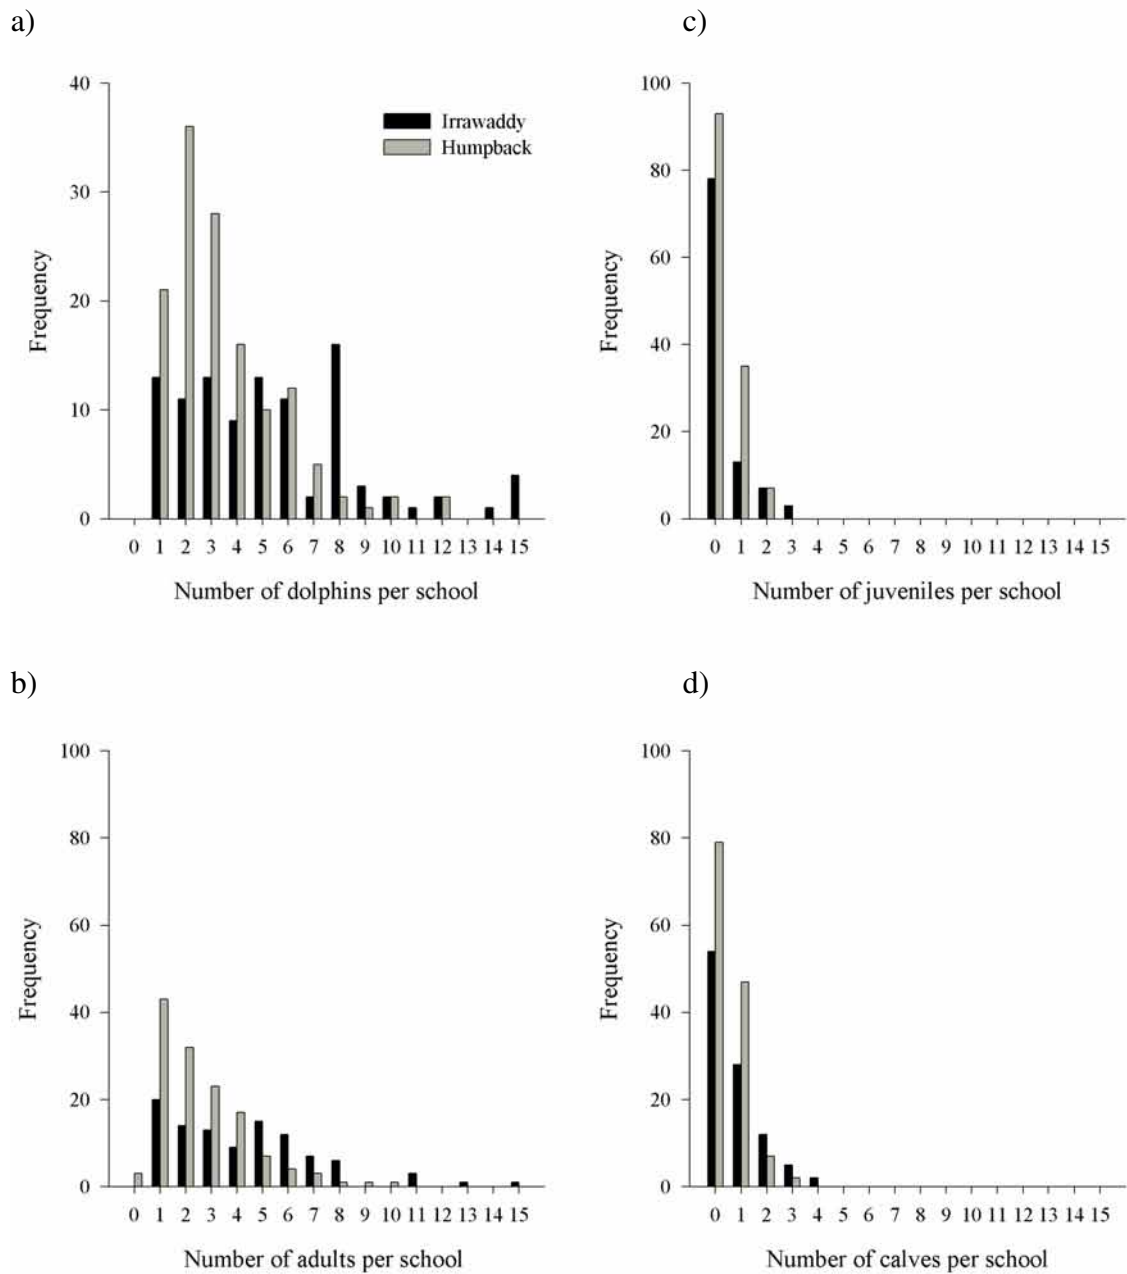 a)
40
30
20
10
0
Frequency
Irrawaddy
Humpback
0 1 2 3 4 5 6 7 8 9 10 11 12 13 14 15
Number of dolphins per school
c)
100
80
60
40
20
0
Frequency
0 1 2 3 4 5 6 7 8 9 10 11 12 13 14 15
Number of juveniles per school
b)
100
80
60
40
20
0
Frequency
0 1 2 3 4 5 6 7 8 9 10 11 12 13 14 15
Number of adults per school
d)
100
80
60
40
20
0
Frequency
0 1 2 3 4 5 6 7 8 9 10 11 12 13 14 15
Number of calves per school